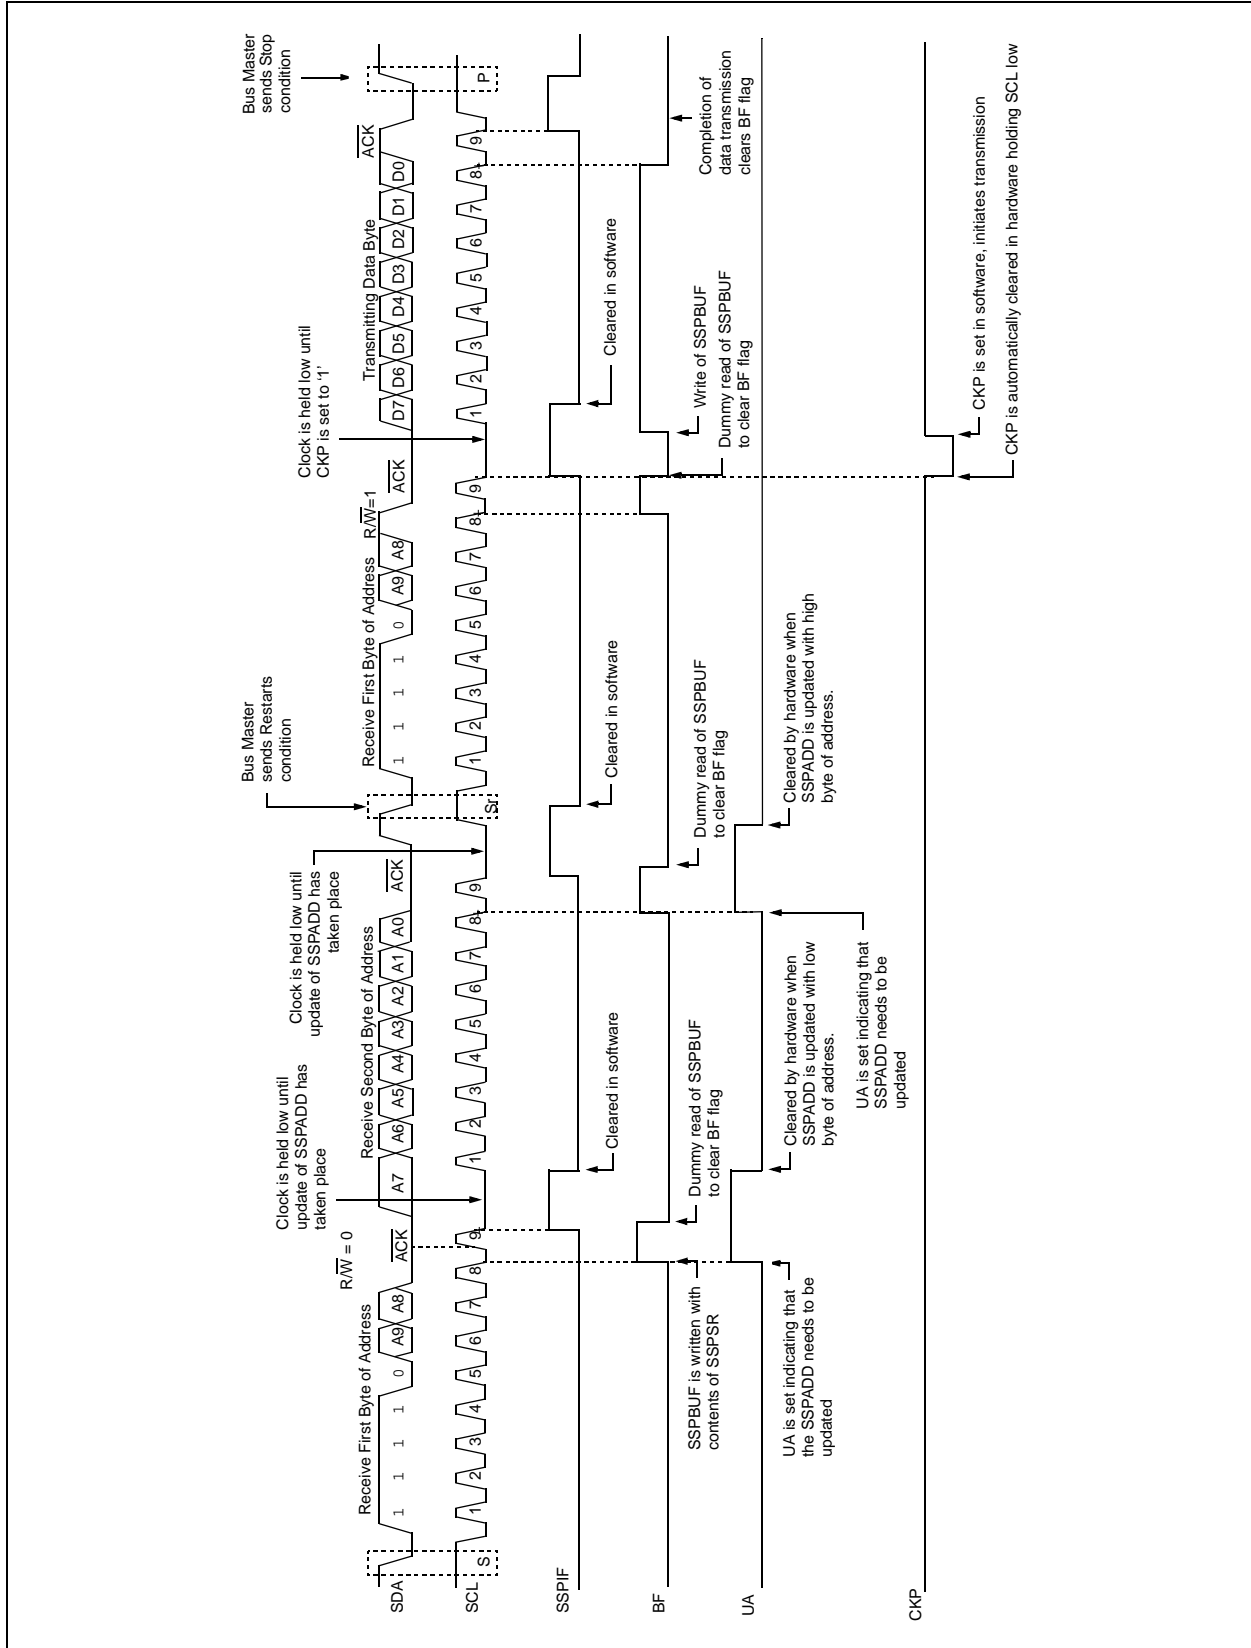 Bus Master
sends Stop
condition
Bus Master
sends Restarts
condition
Clock is held low until
CKP is set to ‘1’
Clock is held low until
update of SSPADD has
taken place
Clock is held low until
update of SSPADD has
taken place
Receive First Byte of Address
R/W = 0
Receive Second Byte of Address
Receive First Byte of Address
R/W=1
Transmitting Data Byte
ACK
SDA
1 1 1 1 0 A9 A8 ACK A7 A6 A5 A4 A3 A2 A1 A0 ACK 1 1 1 1 0 A9 A8 ACK D7 D6 D5 D4 D3 D2 D1 D0
SCL
S 1 2 3 4 5 6 7 8 9 1 2 3 4 5 6 7 8 9 Sr 1 2 3 4 5 6 7 8 9 1 2 3 4 5 6 7 8 9 P
SSPIF
Cleared in software
Cleared in software
Cleared in software
BF
SSPBUF is written with
contents of SSPSR
Dummy read of SSPBUF
to clear BF flag
Dummy read of SSPBUF
to clear BF flag
Dummy read of SSPBUF
to clear BF flag
Write of SSPBUF
Completion of
data transmission
clears BF flag
UA
UA is set indicating that
the SSPADD needs to be
updated
Cleared by hardware when
SSPADD is updated with low
byte of address.
UA is set indicating that
SSPADD needs to be
updated
Cleared by hardware when
SSPADD is updated with high
byte of address.
CKP
CKP is set in software, initiates transmission
CKP is automatically cleared in hardware holding SCL low